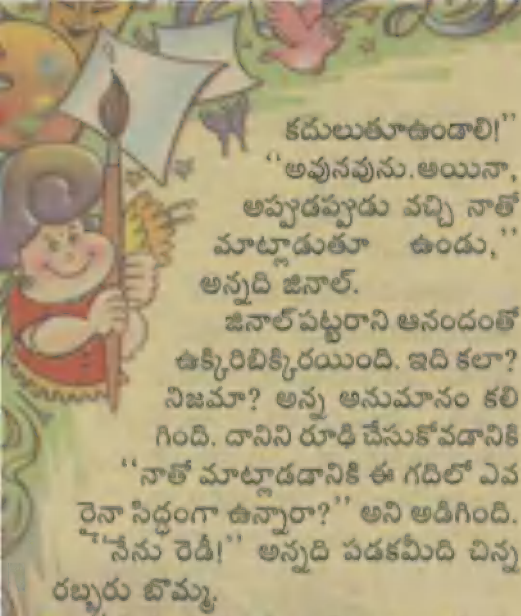 కదులుతూఉండాలి!''
''అవునవును.అయినా,
అప్పుడప్పుడు వచ్చి నాతో
మాట్లాడుతూ ఉండు,''
అన్నది జినాల్.
జినాల్ పట్టరాని ఆనందంతో
ఉక్కిరిబిక్కిరయింది. ఇది కలా?
నిజమా? అన్న అనుమానం కలి
గింది. దానిని రూఢి చేసుకోవడానికి
''నాతో మాట్లాడడానికి ఈ గదిలో ఎవ
రైనా సిద్ధంగా ఉన్నారా?'' అని అడిగింది.
''నేను రెడీ!'' అన్నది పడకమీది చిన్న
రబ్బరు బొమ్మ.